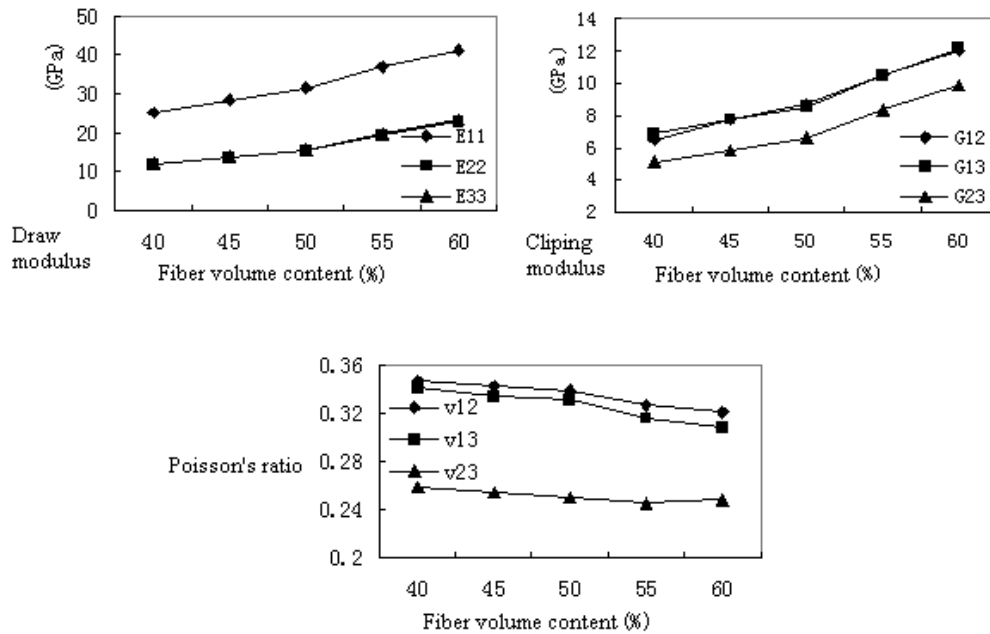 50
40
30
20
10
0
(GPa)
E11
E22
E33
40 45 50 55 60
Draw
modulus
Fiber volume content (%)
14
12
10
8
6
4
2
(GPa)
G12
G13
G23
40 45 50 55 60
Cliping
modulus
Fiber volume content (%)
0.36
0.32
0.28
0.24
0.2
Poisson's ratio
v12
v13
v23
40 45 50 55 60
Fiber volume content (%)